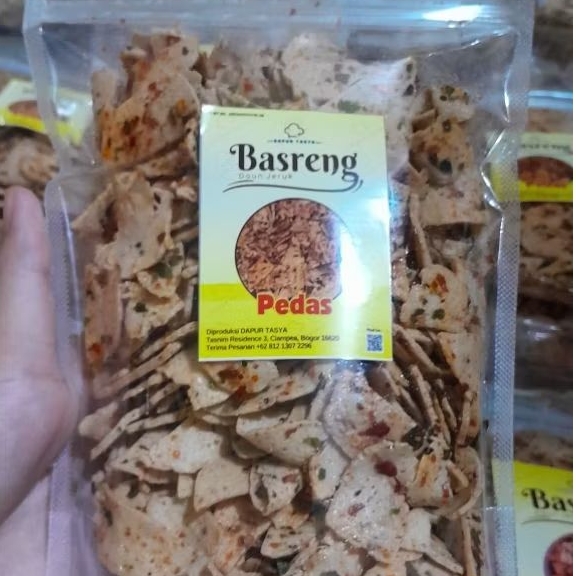 DAPUR TASYA
Basreng
Daun Jeruk
Pedas
Diproduksi DAPUR TASYA
Tasnim Residence 3, Ciampea, Bogor 16620
Terima Pesanan +62 812 1307 2296
Bas